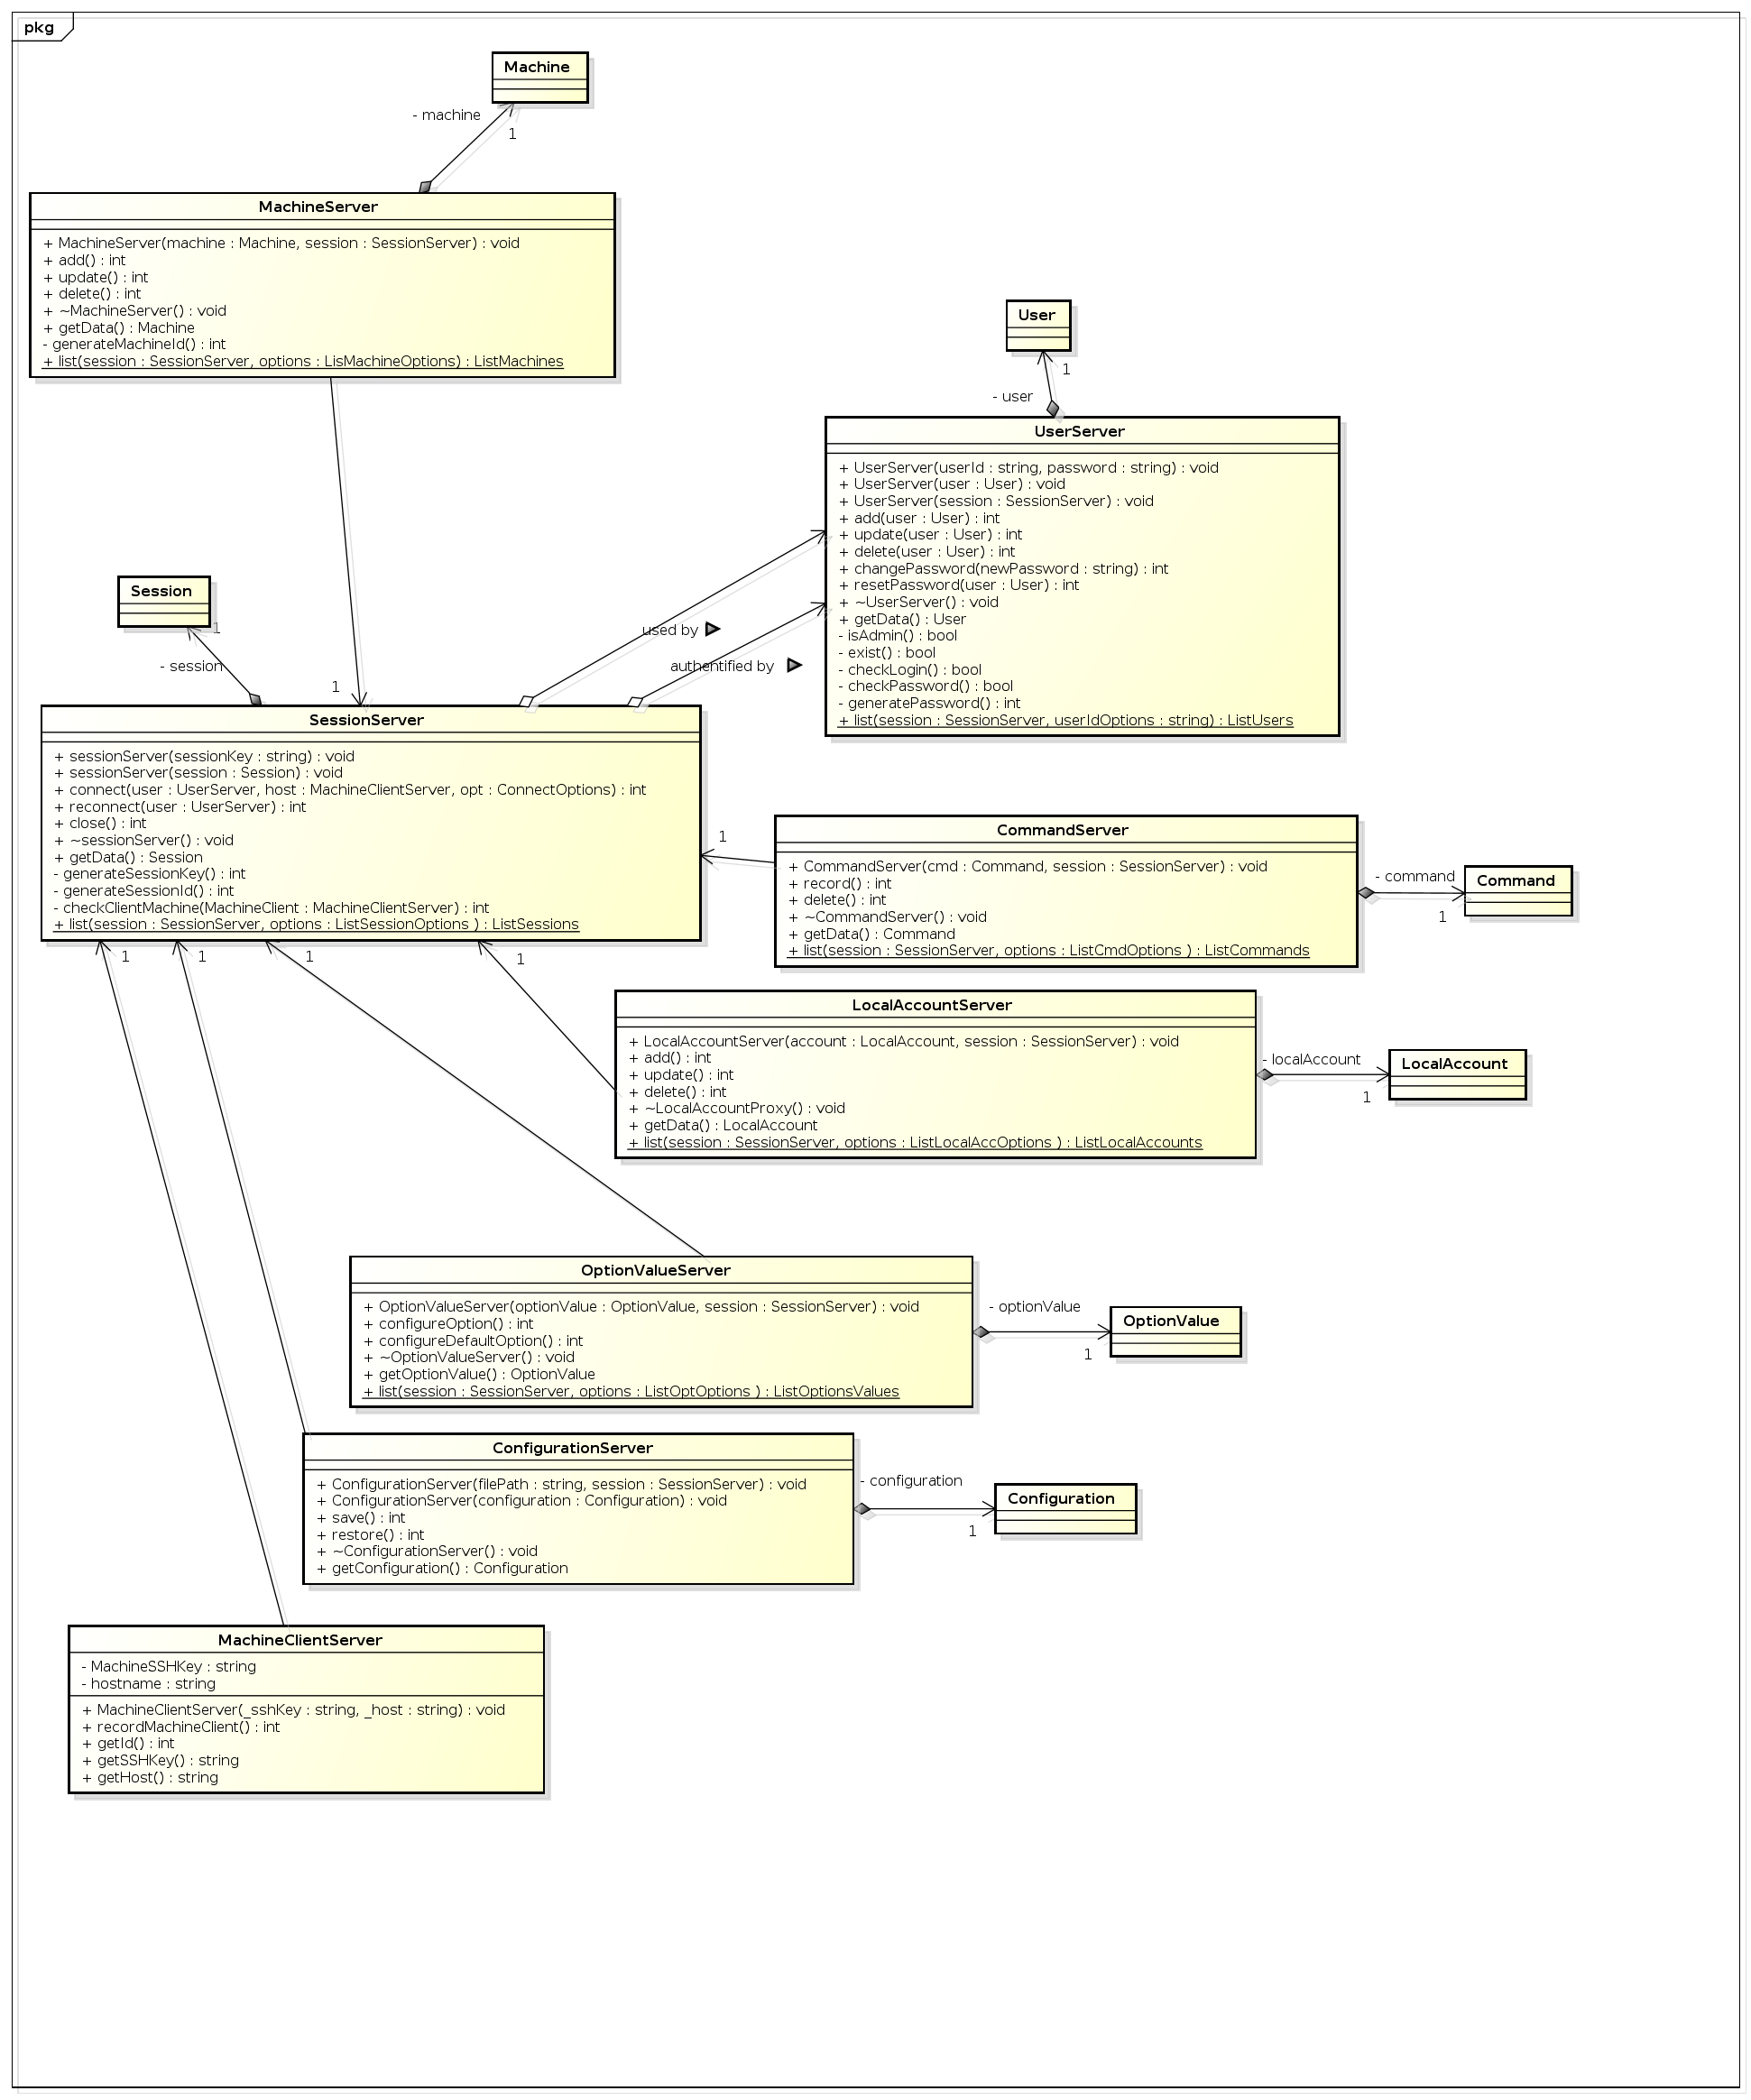 pkg
Machine
- machine
1
MachineServer
+ MachineServer(machine : Machine, session : SessionServer) : void
+ add() : int
+ update() : int
+ delete() : int
+ ~MachineServer() : void
+ getData() : Machine
- generateMachineId() : int
+ list(session : SessionServer, options : LisMachineOptions) : ListMachines
User
1
- user
UserServer
+ UserServer(userId : string, password : string) : void
+ UserServer(user : User) : void
+ UserServer(session : SessionServer) : void
+ add(user : User) : int
+ update(user : User) : int
+ delete(user : User) : int
+ changePassword(newPassword : string) : int
+ resetPassword(user : User) : int
+ ~UserServer() : void
+ getData() : User
- isAdmin() : bool
- exist() : bool
- checkLogin() : bool
- checkPassword() : bool
- generatePassword() : int
+ list(session : SessionServer, userIdOptions : string) : ListUsers
Session
1
- session
used by
authentified by
1
SessionServer
+ sessionServer(sessionKey : string) : void
+ sessionServer(session : Session) : void
+ connect(user : UserServer, host : MachineClientServer, opt : ConnectOptions) : int
+ reconnect(user : UserServer) : int
+ close() : int
+ ~sessionServer() : void
+ getData() : Session
- generateSessionKey() : int
- generateSessionId() : int
- checkClientMachine(MachineClient : MachineClientServer) : int
+ list(session : SessionServer, options : ListSessionOptions ) : ListSessions
1
CommandServer
+ CommandServer(cmd : Command, session : SessionServer) : void
+ record() : int
+ delete() : int
+ ~CommandServer() : void
+ getData() : Command
+ list(session : SessionServer, options : ListCmdOptions ) : ListCommands
- command
1
Command
1
1
1
1
LocalAccountServer
+ LocalAccountServer(account : LocalAccount, session : SessionServer) : void
+ add() : int
+ update() : int
+ delete() : int
+ ~LocalAccountProxy() : void
+ getData() : LocalAccount
+ list(session : SessionServer, options : ListLocalAccOptions ) : ListLocalAccounts
- localAccount
1
LocalAccount
OptionValueServer
+ OptionValueServer(optionValue : OptionValue, session : SessionServer) : void
+ configureOption() : int
+ configureDefaultOption() : int
+ ~OptionValueServer() : void
+ getOptionValue() : OptionValue
+ list(session : SessionServer, options : ListOptOptions ) : ListOptionsValues
- optionValue
1
OptionValue
ConfigurationServer
+ ConfigurationServer(filePath : string, session : SessionServer) : void
+ ConfigurationServer(configuration : Configuration) : void
+ save() : int
+ restore() : int
+ ~ConfigurationServer() : void
+ getConfiguration() : Configuration
- configuration
1
Configuration
MachineClientServer
- MachineSSHKey : string
- hostname : string
+ MachineClientServer(_sshKey : string, _host : string) : void
+ recordMachineClient() : int
+ getId() : int
+ getSSHKey() : string
+ getHost() : string